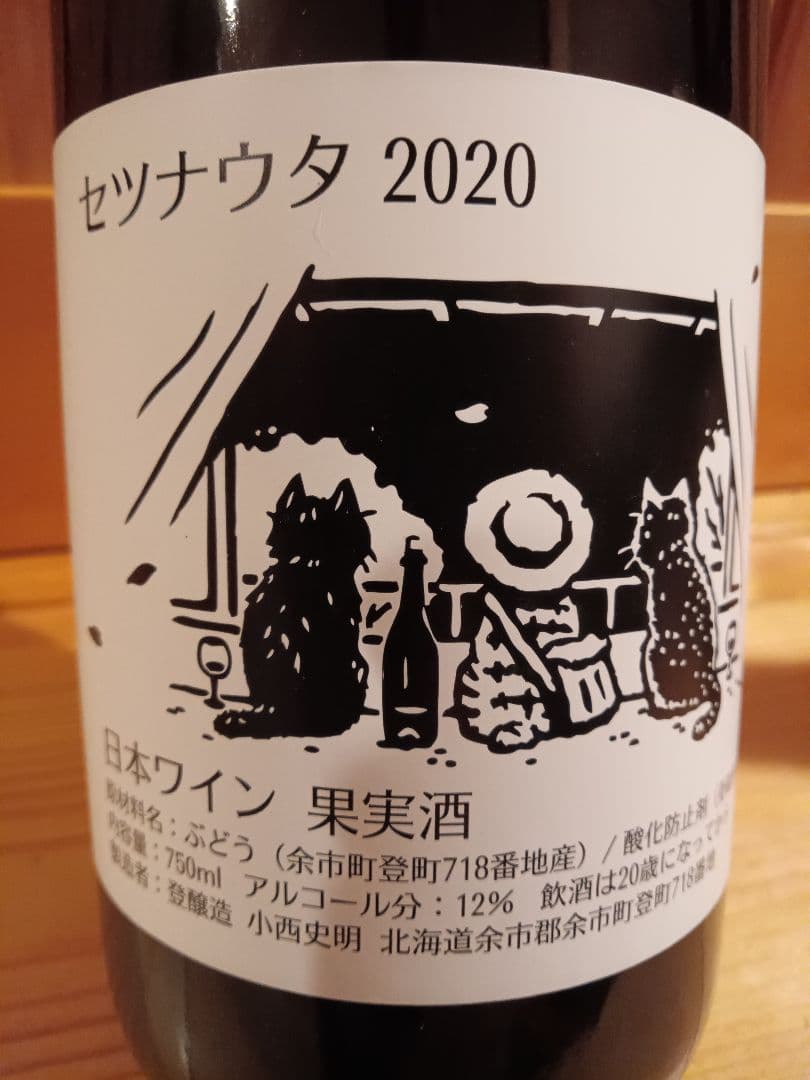 セツナウタ 2020
日本ワイン 果実酒
原材料名：ぶどう（余市町登町718番地産）/ 酸化防止剤
内容量：750ml アルコール分：12% 飲酒は20歳になってから
製造者：登醸造 小西史明 北海道余市郡余市町登町718番地